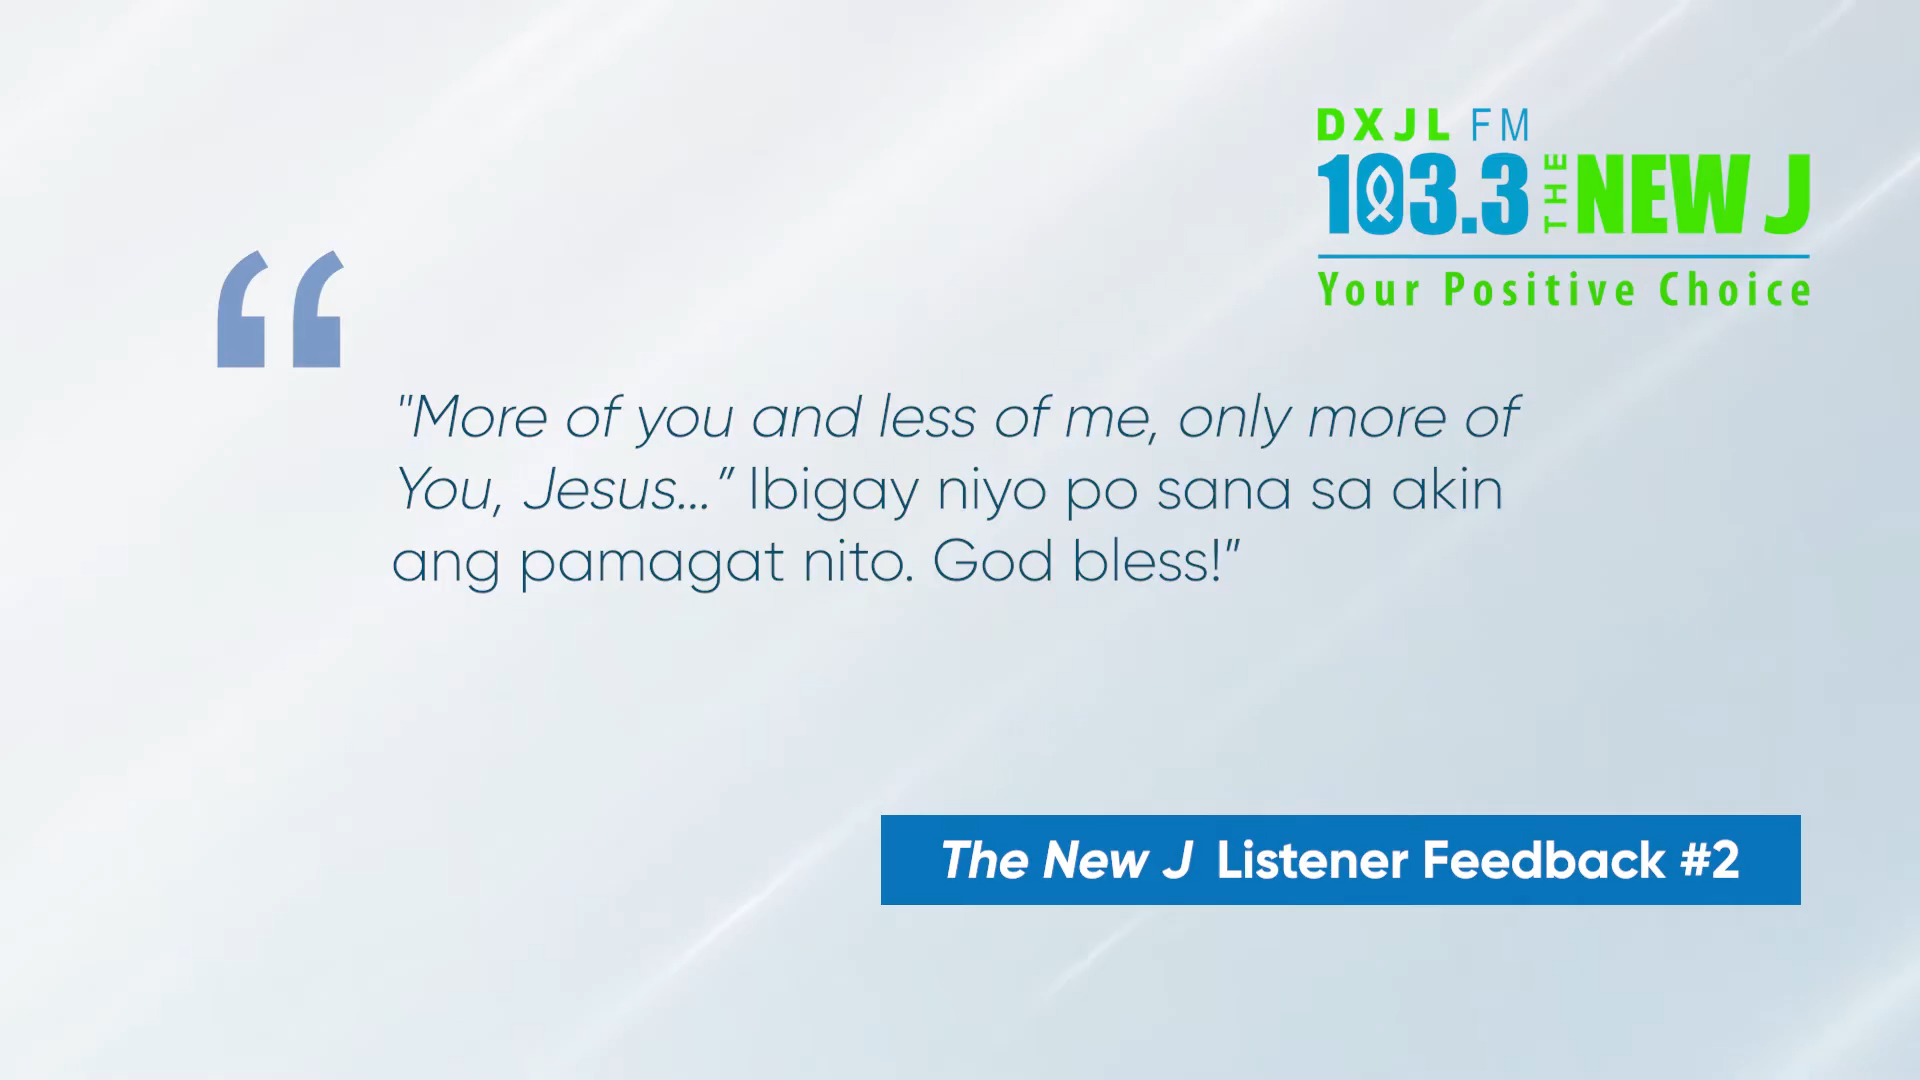 DXJL FM
103.3 THE NEW J
Your Positive Choice
“
"More of you and less of me, only more of
You, Jesus..." Ibigay niyo po sana sa akin
ang pamagat nito. God bless!"
The New J Listener Feedback #2